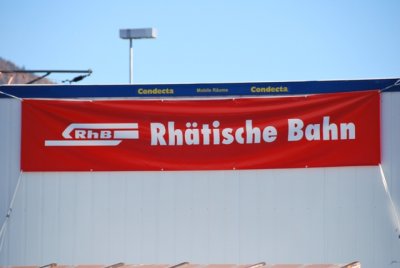 Condecta Mobile Räume Condecta
RhB Rhätische Bahn